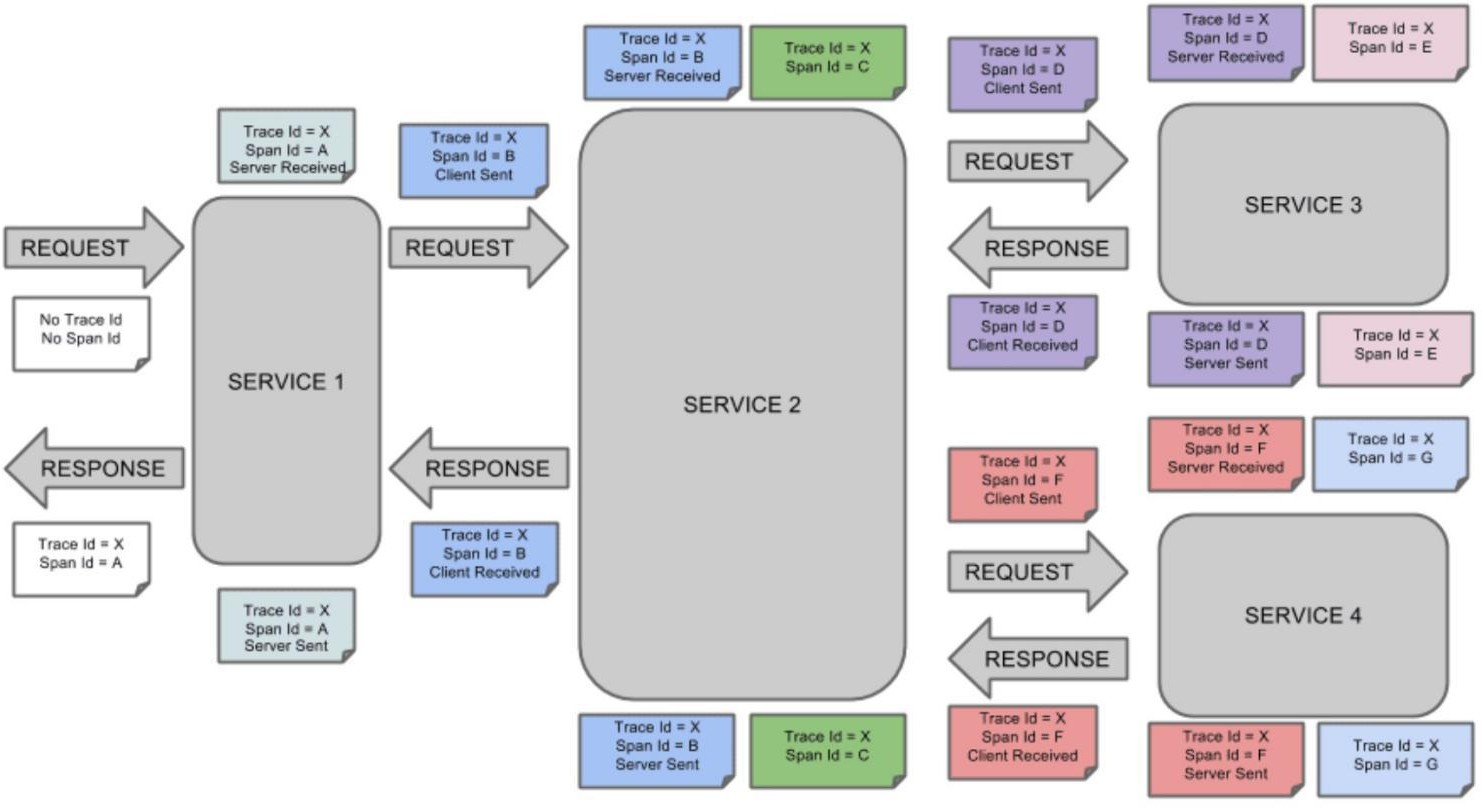 Trace Id = X
Span Id = A
Server Received
REQUEST
No Trace Id
No Span Id
SERVICE 1
RESPONSE
Trace Id = X
Span Id = A
Trace Id = X
Span Id = A
Server Sent
Trace Id = X
Span Id = B
Client Sent
REQUEST
RESPONSE
Trace Id = X
Span Id = B
Client Received
Trace Id = X
Span Id = B
Server Received
Trace Id = X
Span Id = C
SERVICE 2
Trace Id = X
Span Id = B
Server Sent
Trace Id = X
Span Id = C
Trace Id = X
Span Id = D
Client Sent
REQUEST
RESPONSE
Trace Id = X
Span Id = D
Client Received
Trace Id = X
Span Id = D
Server Received
Trace Id = X
Span Id = E
SERVICE 3
Trace Id = X
Span Id = D
Server Sent
Trace Id = X
Span Id = E
Trace Id = X
Span Id = F
Client Sent
REQUEST
RESPONSE
Trace Id = X
Span Id = F
Client Received
Trace Id = X
Span Id = F
Server Received
Trace Id = X
Span Id = G
SERVICE 4
Trace Id = X
Span Id = F
Server Sent
Trace Id = X
Span Id = G